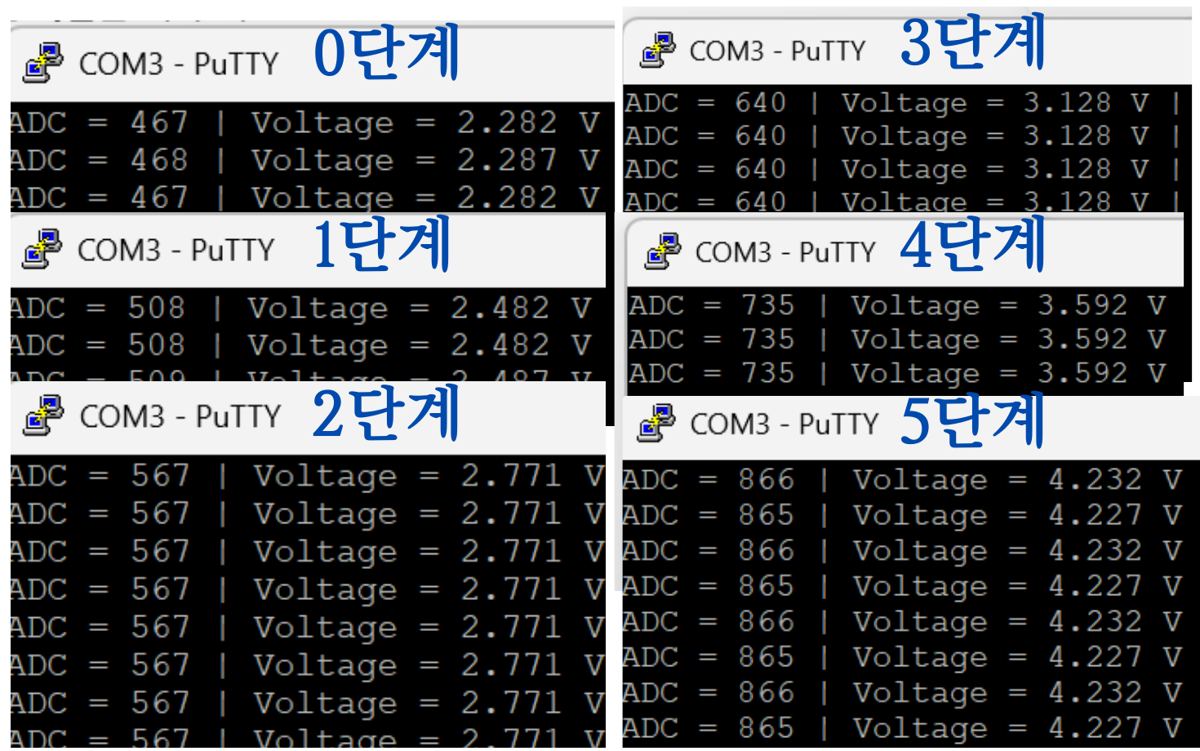 COM3 - PuTTY 0단계
ADC = 467 | Voltage = 2.282 V
ADC = 468 | Voltage = 2.287 V
ADC = 467 | Voltage = 2.282 V
COM3 - PuTTY 1단계
ADC = 508 | Voltage = 2.482 V
ADC = 508 | Voltage = 2.482 V
ADC = 509 | Voltage = 2.487 V
COM3 - PuTTY 2단계
ADC = 567 | Voltage = 2.771 V
ADC = 567 | Voltage = 2.771 V
ADC = 567 | Voltage = 2.771 V
ADC = 567 | Voltage = 2.771 V
ADC = 567 | Voltage = 2.771 V
ADC = 567 | Voltage = 2.771 V
ADC = 567 | Voltage = 2.771 V
ADC = 567 | Voltage = 2.771 V
COM3 - PuTTY 3단계
ADC = 640 | Voltage = 3.128 V |
ADC = 640 | Voltage = 3.128 V |
ADC = 640 | Voltage = 3.128 V |
ADC = 640 | Voltage = 3.128 V |
COM3 - PuTTY 4단계
ADC = 735 | Voltage = 3.592 V
ADC = 735 | Voltage = 3.592 V
ADC = 735 | Voltage = 3.592 V
COM3 - PuTTY 5단계
ADC = 866 | Voltage = 4.232 V
ADC = 865 | Voltage = 4.227 V
ADC = 866 | Voltage = 4.232 V
ADC = 865 | Voltage = 4.227 V
ADC = 866 | Voltage = 4.232 V
ADC = 865 | Voltage = 4.227 V
ADC = 866 | Voltage = 4.232 V
ADC = 865 | Voltage = 4.227 V